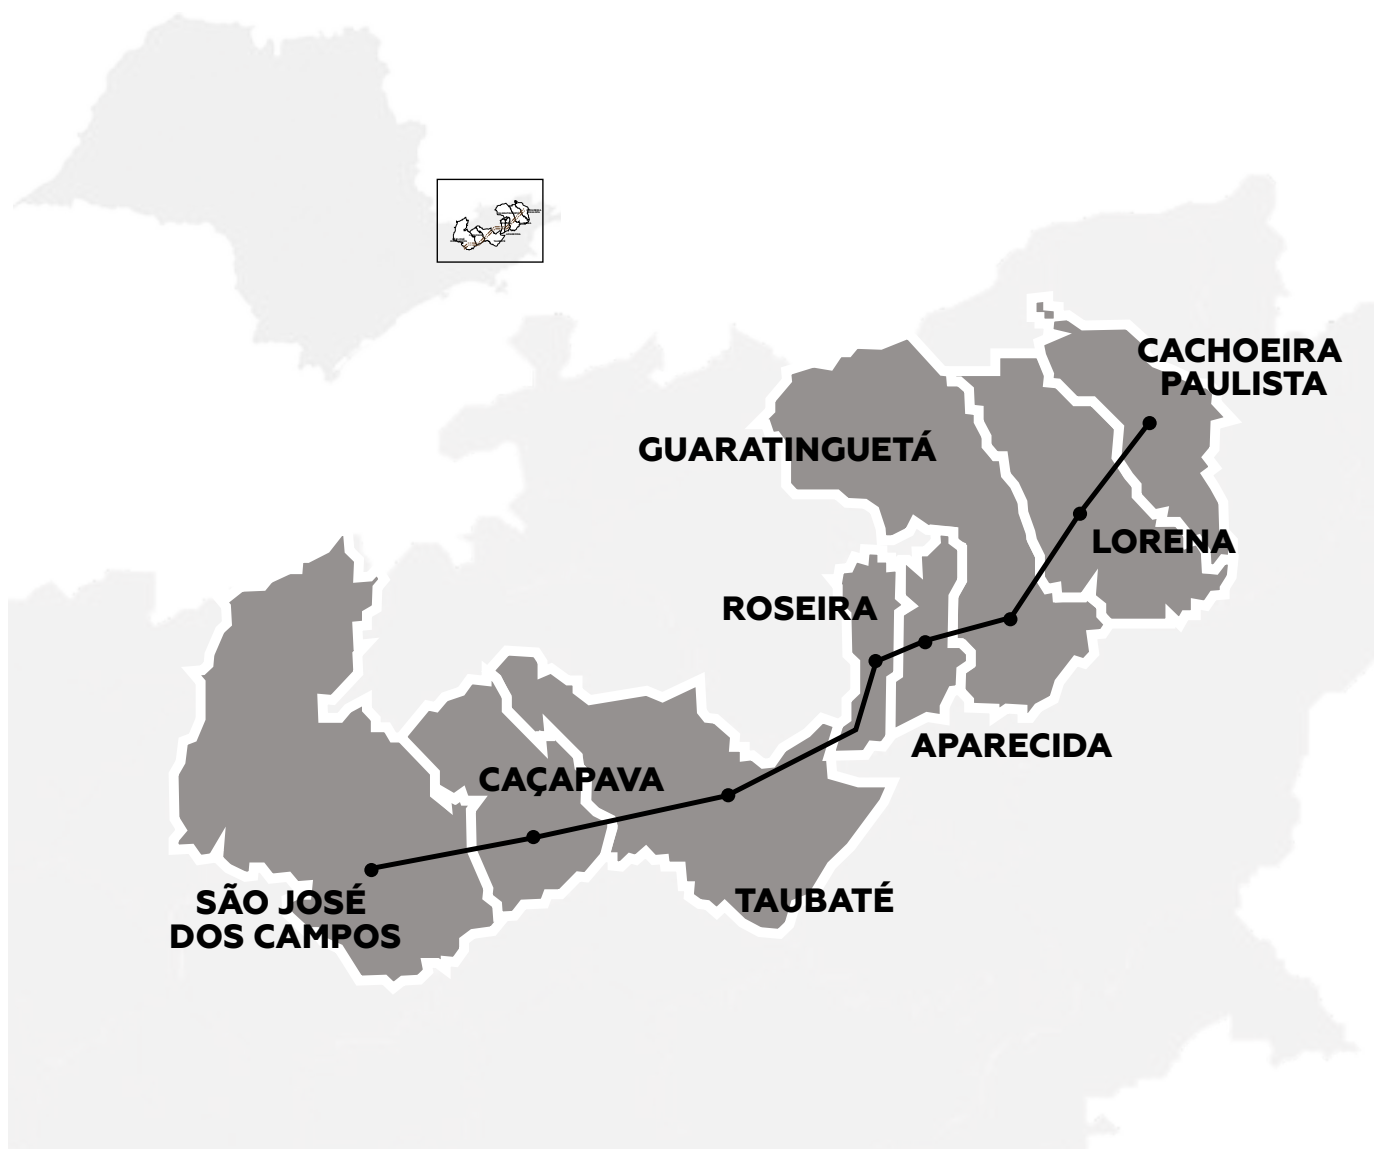 CACHOEIRA
PAULISTA
GUARATINGUETÁ
LORENA
ROSEIRA
APARECIDA
CAÇAPAVA
TAUBATÉ
SÃO JOSÉ
DOS CAMPOS